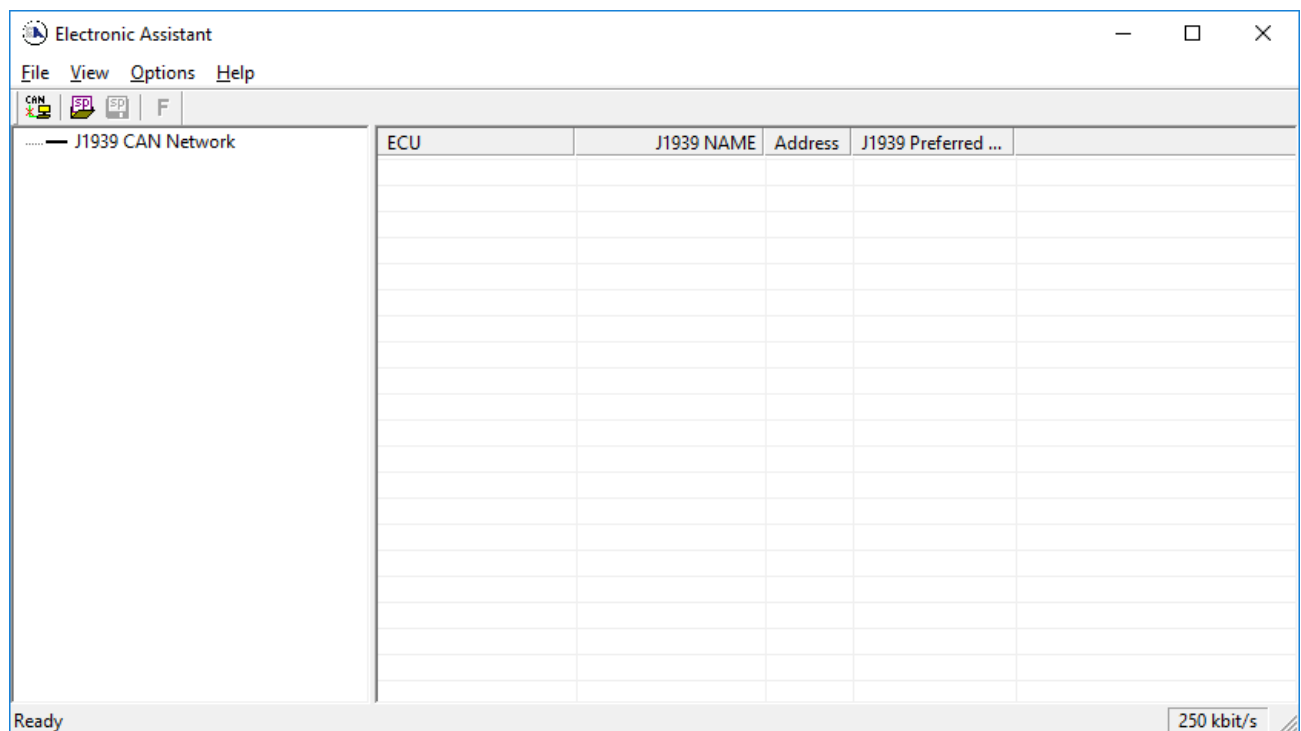 Electronic Assistant
File View Options Help
CAN SP SP F
J1939 CAN Network
ECU J1939 NAME Address J1939 Preferred ...
Ready 250 kbit/s